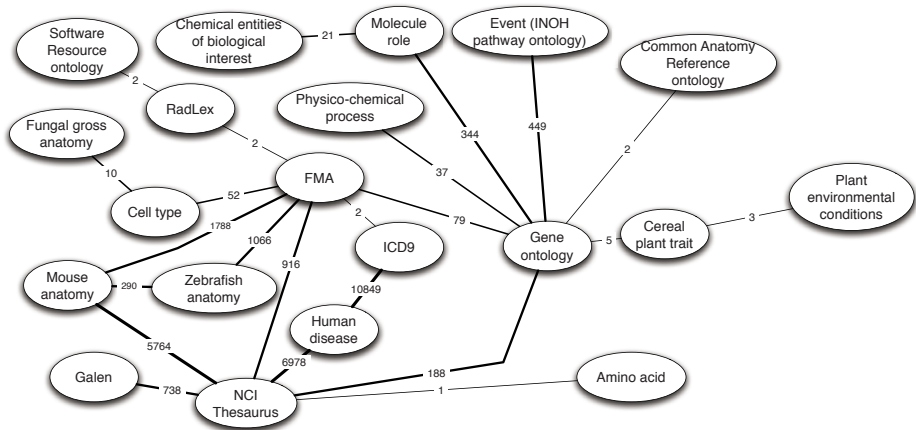 Software
Resource
ontology
Chemical entities
of biological
interest
21
Molecule
role
Event (INOH
pathway ontology)
Common Anatomy
Reference
ontology
2
RadLex
Physico-chemical
process
344
449
2
Fungal gross
anatomy
2
10
FMA
37
Plant
environmental
conditions
Cell type
52
2
79
3
1788
1066
916
ICD9
Gene
ontology
5
Cereal
plant trait
Mouse
anatomy
290
Zebrafish
anatomy
10849
Human
disease
5764
6978
Galen
738
NCI
Thesaurus
188
1
Amino acid